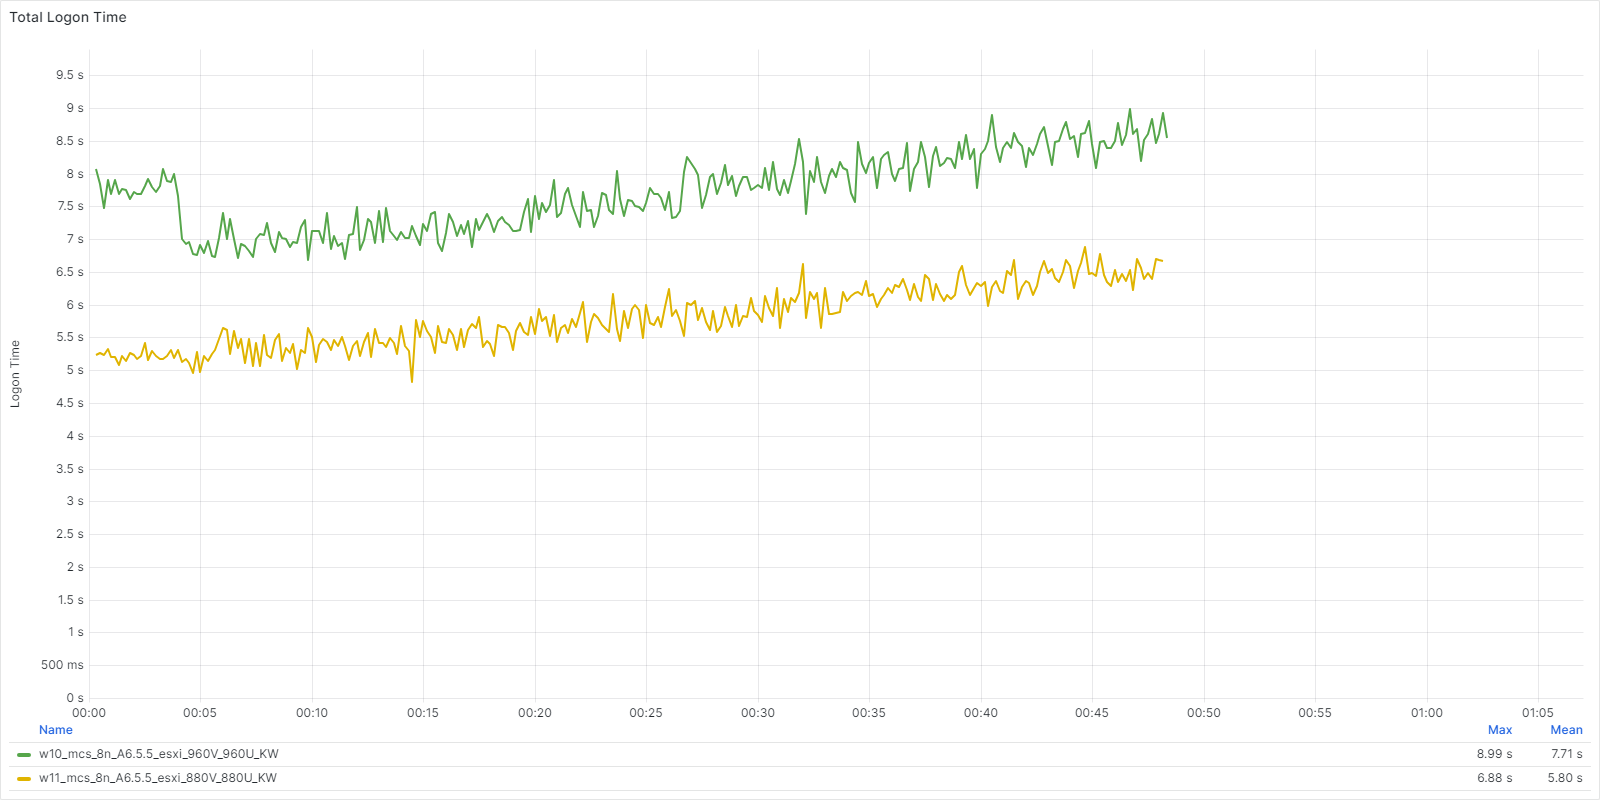 Total Logon Time
9.5 s
9 s
8.5 s
8 s
7.5 s
7 s
6.5 s
6 s
5.5 s
5 s
4.5 s
4 s
3.5 s
3 s
2.5 s
2 s
1.5 s
1 s
500 ms
0 s
Logon Time
00:00 00:05 00:10 00:15 00:20 00:25 00:30 00:35 00:40 00:45 00:50 00:55 01:00 01:05
Name Max Mean
w10_mcs_8n_A6.5.5_esxi_960V_960U_KW 8.99 s 7.71 s
w11_mcs_8n_A6.5.5_esxi_880V_880U_KW 6.88 s 5.80 s